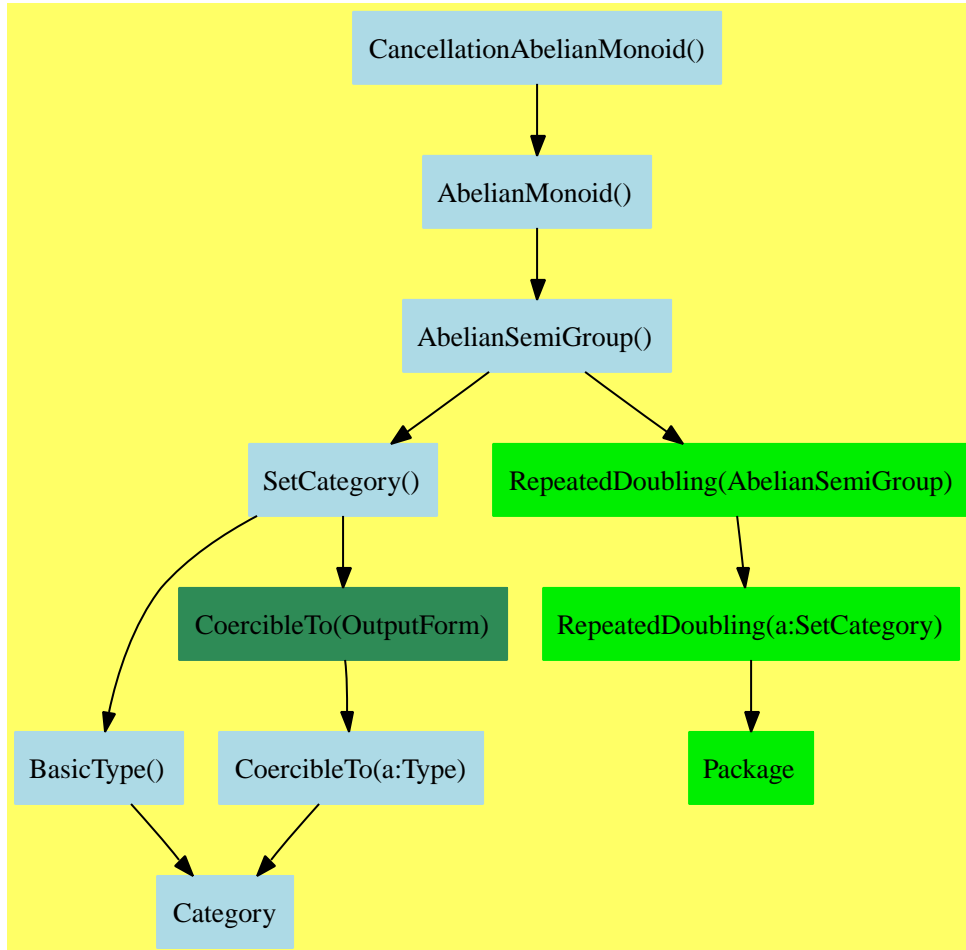 CancellationAbelianMonoid()
AbelianMonoid()
AbelianSemiGroup()
SetCategory()
RepeatedDoubling(AbelianSemiGroup)
CoercibleTo(OutputForm)
RepeatedDoubling(a:SetCategory)
BasicType()
CoercibleTo(a:Type)
Package
Category